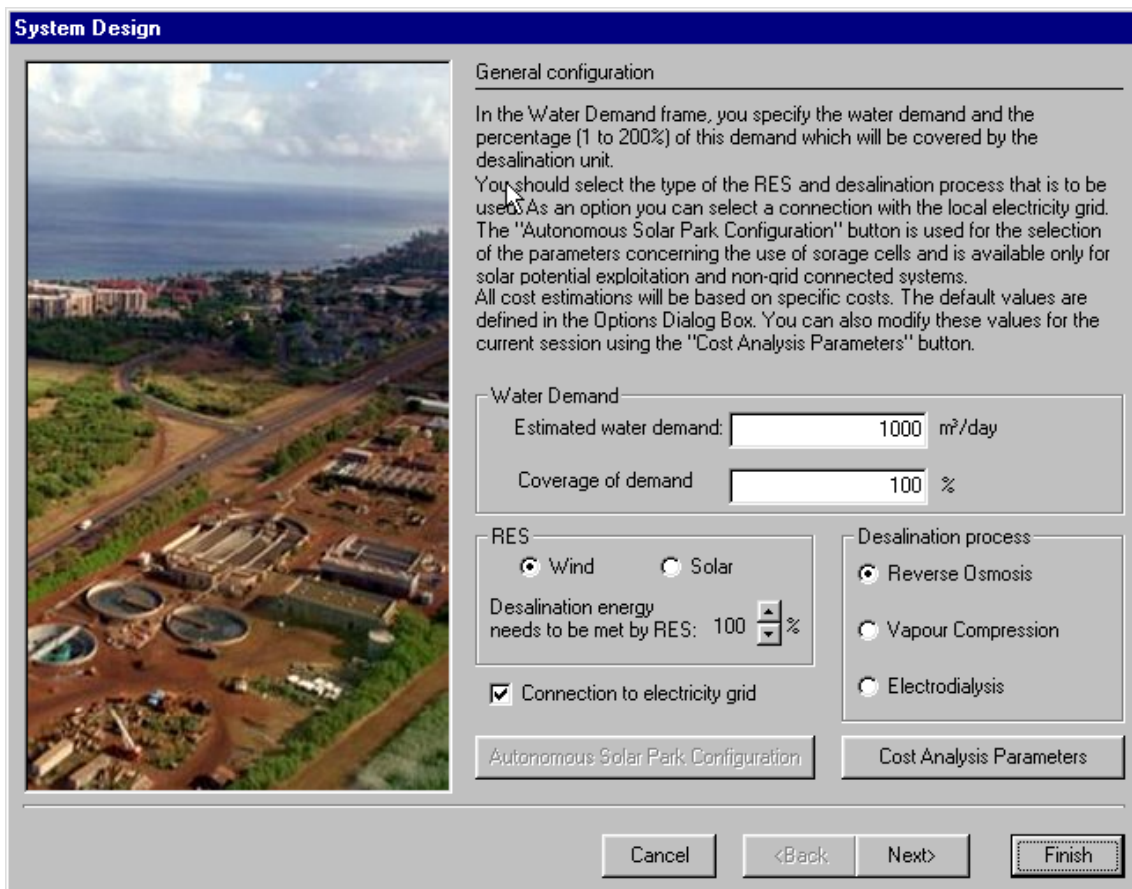 System Design
General configuration
In the Water Demand frame, you specify the water demand and the
percentage (1 to 200%) of this demand which will be covered by the
desalination unit.
You should select the type of the RES and desalination process that is to be
used. As an option you can select a connection with the local electricity grid.
The "Autonomous Solar Park Configuration" button is used for the selection
of the parameters concerning the use of sorage cells and is available only for
solar potential exploitation and non-grid connected systems.
All cost estimations will be based on specific costs. The default values are
defined in the Options Dialog Box. You can also modify these values for the
current session using the "Cost Analysis Parameters" button.
Water Demand
Estimated water demand: 1000 m³/day
Coverage of demand 100 %
RES
Wind Solar
Desalination energy
needs to be met by RES: 100 %
Connection to electricity grid
Desalination process
Reverse Osmosis
Vapour Compression
Electrodialysis
Autonomous Solar Park Configuration
Cost Analysis Parameters
Cancel <Back Next> Finish